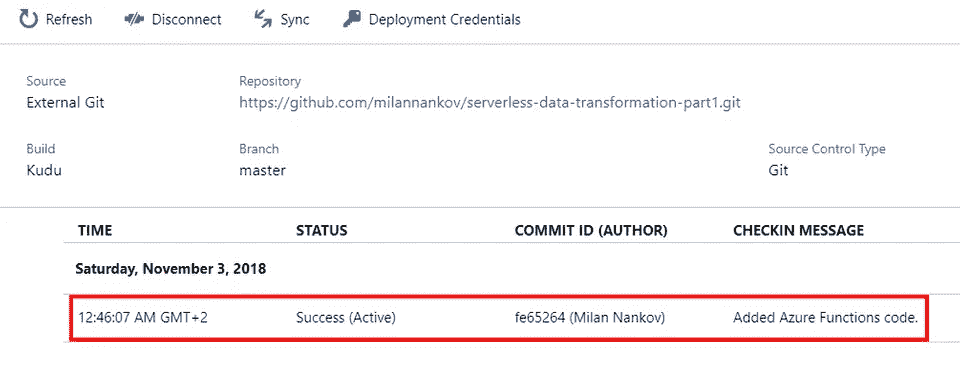 Refresh Disconnect Sync Deployment Credentials
Source Repository
External Git https://github.com/milannankov/serverless-data-transformation-part1.git
Build Branch Source Control Type
Kudu master Git
TIME STATUS COMMIT ID (AUTHOR) CHECKIN MESSAGE
Saturday, November 3, 2018
12:46:07 AM GMT+2 Success (Active) fe65264 (Milan Nankov) Added Azure Functions code.